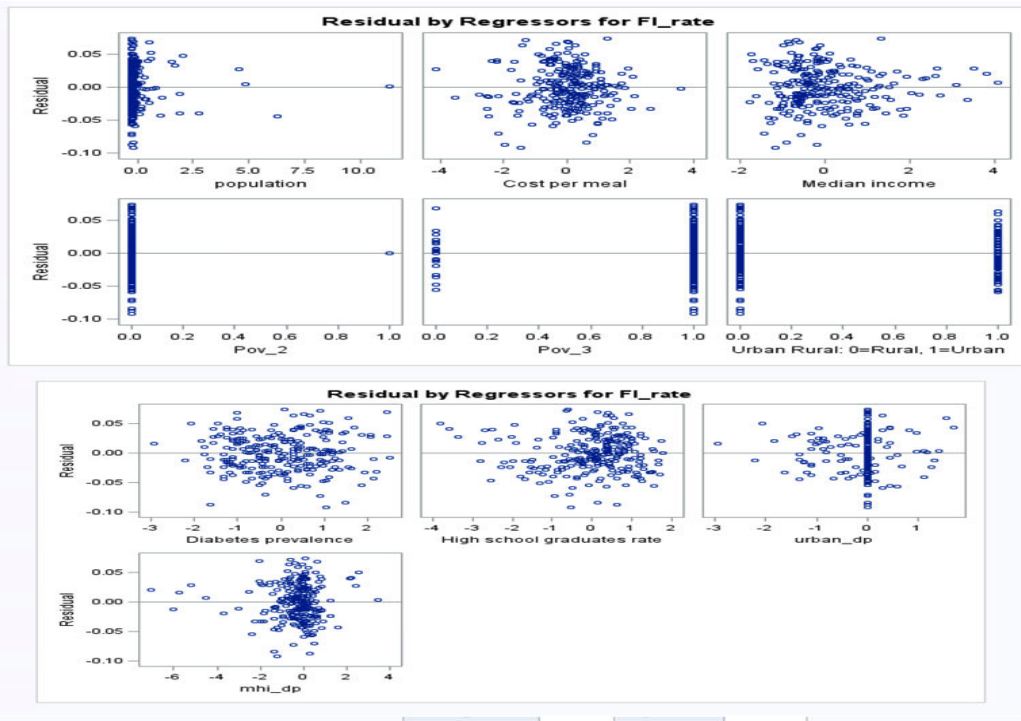 Residual by Regressors for FI_rate
Residual
0.05
0.00
-0.05
-0.10
0.0 2.5 5.0 7.5 10.0
population
-4 -2 0 2 4
Cost per meal
-2 0 2 4
Median income
Residual
0.05
0.00
-0.05
-0.10
0.0 0.2 0.4 0.6 0.8 1.0
Pov_2
0.0 0.2 0.4 0.6 0.8 1.0
Pov_3
0.0 0.2 0.4 0.6 0.8 1.0
Urban Rural: 0=Rural, 1=Urban
Residual by Regressors for FI_rate
Residual
0.05
0.00
-0.05
-0.10
-3 -2 -1 0 1 2
Diabetes prevalence
-4 -3 -2 -1 0 1 2
High school graduates rate
-3 -2 -1 0 1
urban_dp
Residual
0.05
0.00
-0.05
-0.10
-6 -4 -2 0 2 4
mhi_dp